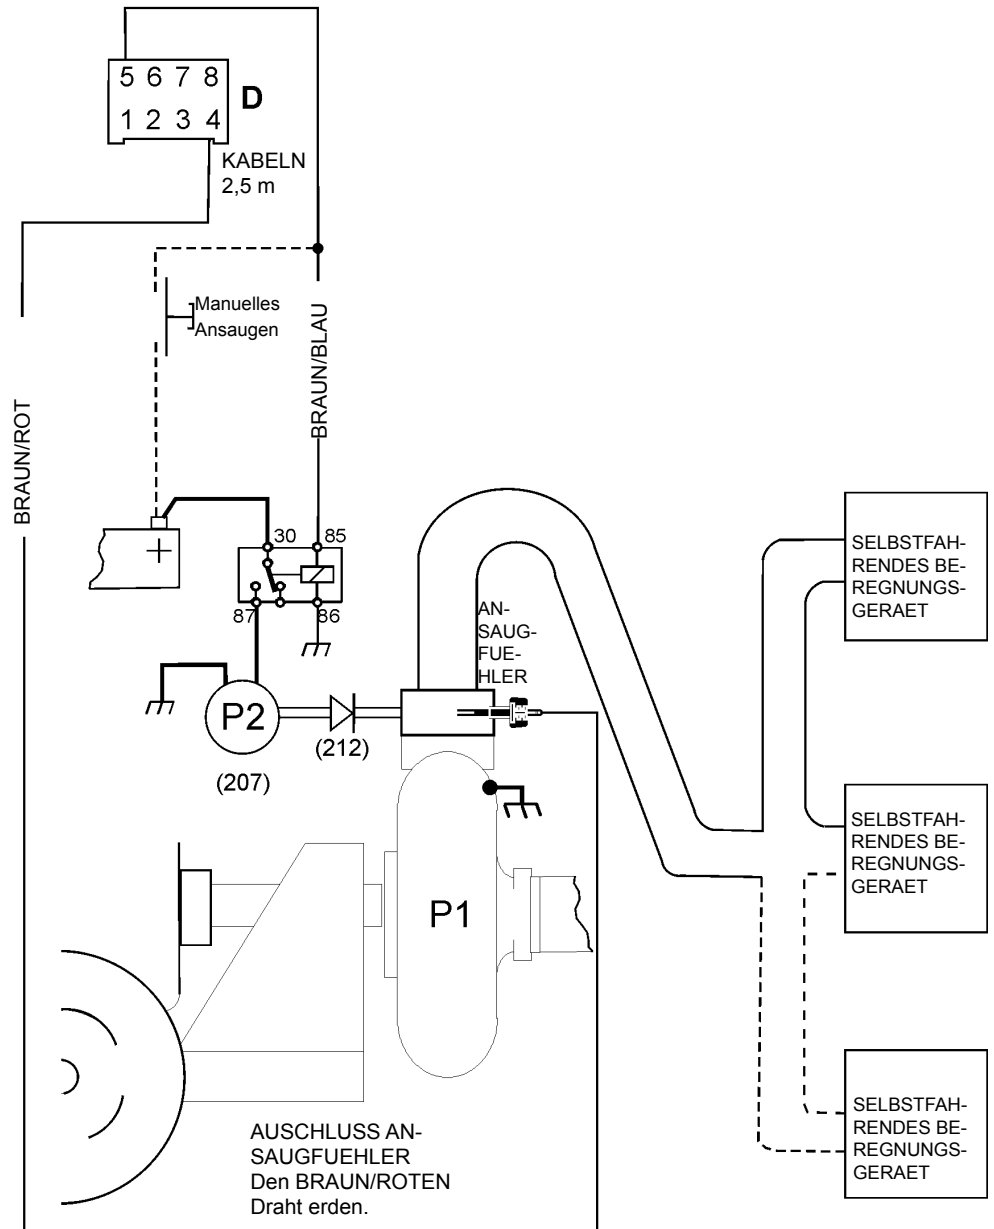 5 6 7 8
1 2 3 4
D
KABELN
2,5 m
Manuelles
Ansaugen
BRAUN/BLAU
BRAUN/ROT
30
85
87
86
+
AN-
SAUG-
FUE-
HLER
P2
(212)
(207)
P1
SELBSTFAH-
RENDES BE-
REGNUNGS-
GERAET
SELBSTFAH-
RENDES BE-
REGNUNGS-
GERAET
SELBSTFAH-
RENDES BE-
REGNUNGS-
GERAET
AUSCHLUSS AN-
SAUGFUEHLER
Den BRAUN/ROTEN
Draht erden.